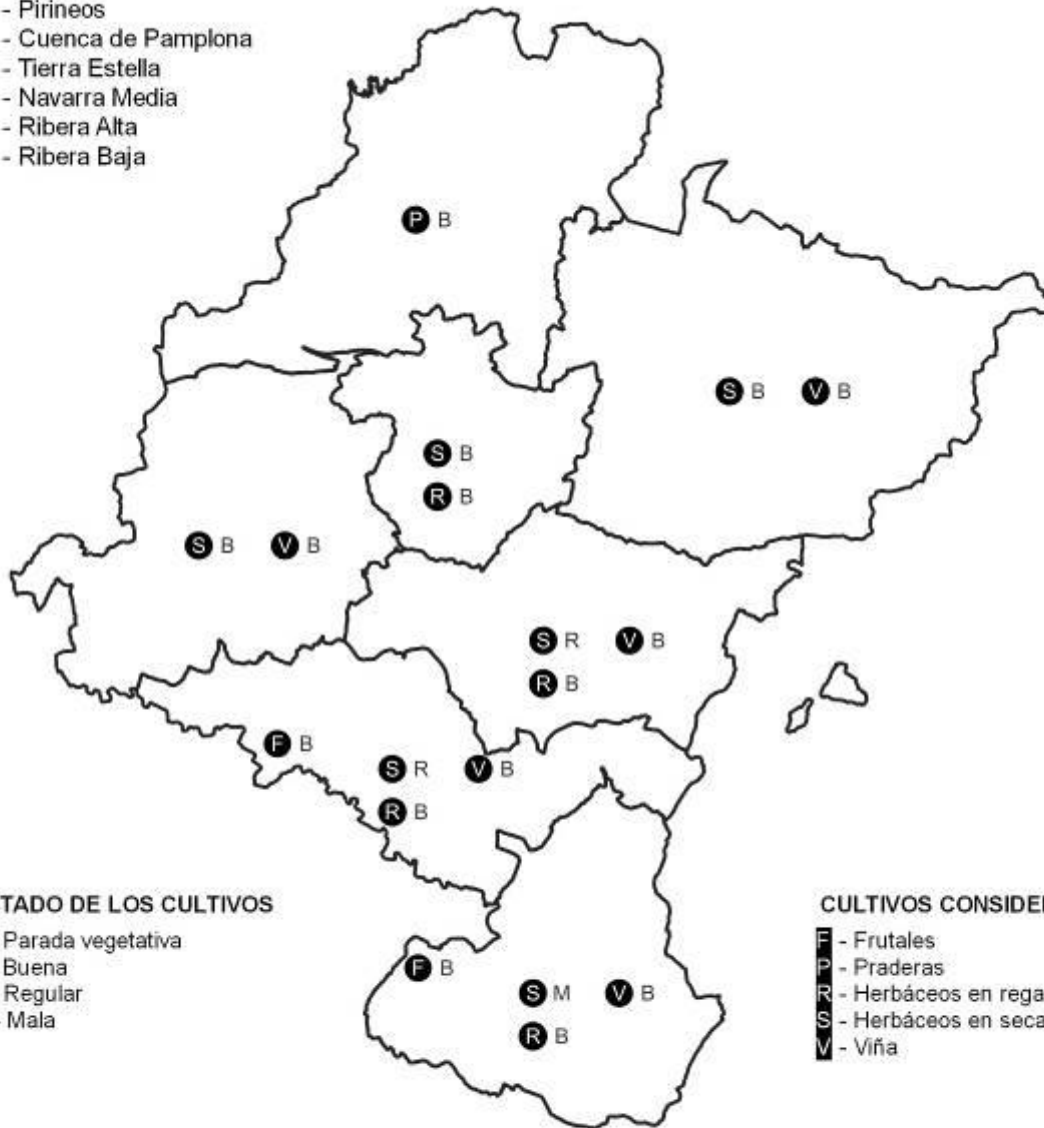 - Pirineos
- Cuenca de Pamplona
- Tierra Estella
- Navarra Media
- Ribera Alta
- Ribera Baja
P B
S B V B
S B
R B
S B V B
S R V B
R B
F B
S R V B
R B
TADO DE LOS CULTIVOS
Parada vegetativa
Buena
Regular
Mala
F B
S M V B
R B
CULTIVOS CONSIDE
F - Frutales
P - Praderas
R - Herbáceos en rega
S - Herbáceos en seca
V - Viña